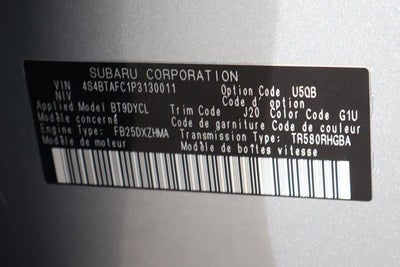 SUBARU CORPORATION
VIN 4S4BTAFC1P3130011 Option Code U5QB
NIV Code d'option
Applied Model BT9DYCL Trim Code J20 Color Code G1U
Modèle concerné Code de garniture Code de couleur
Engine Type FB25DXZHMA Transmission Type TR580RHGBA
Modèle de moteur Modèle de boîtes vitesse